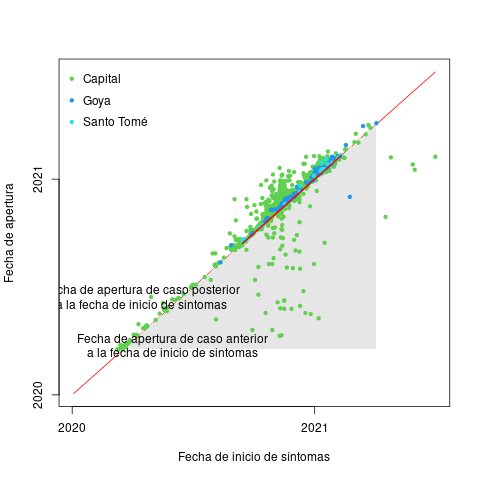 Capital
Goya
Santo Tomé
Fecha de apertura
2021
2020
cha de apertura de caso posterior
a la fecha de inicio de sintomas
Fecha de apertura de caso anterior
a la fecha de inicio de sintomas
2020
2021
Fecha de inicio de síntomas